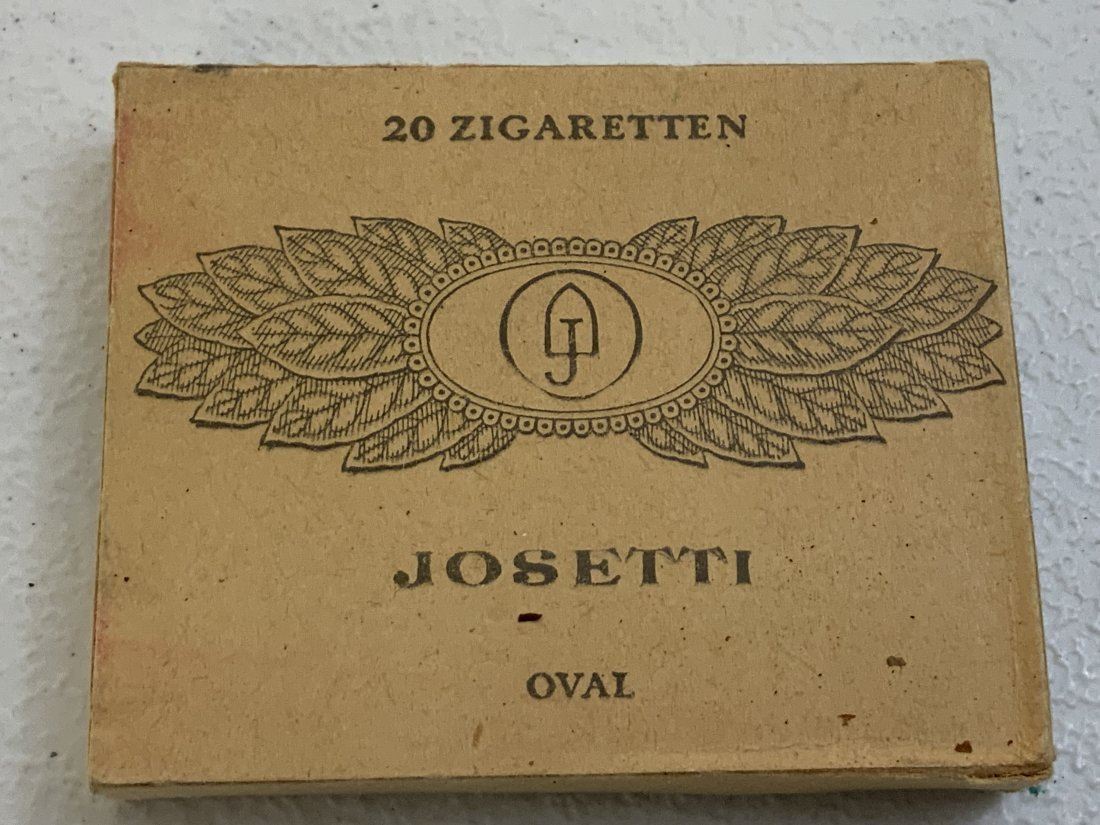 20 ZIGARETTEN
J
JOSETTI
OVAL